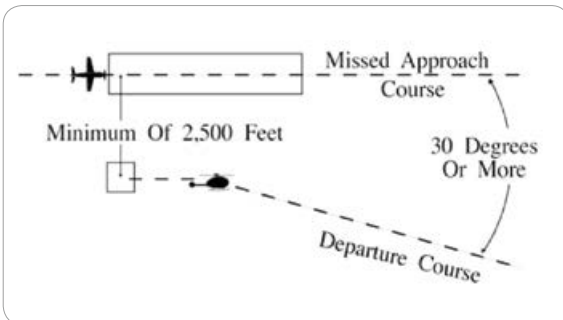 Missed Approach
Course
Minimum Of 2,500 Feet
30 Degrees
Or More
Departure Course